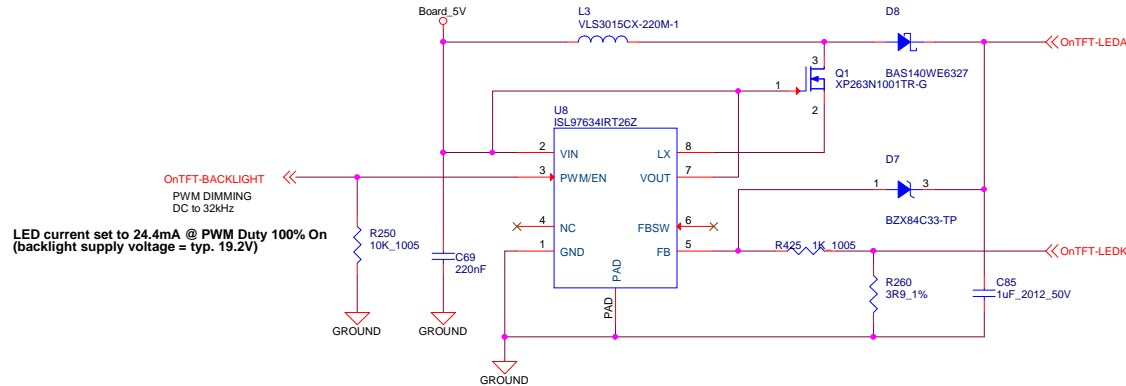 Board_5V
L3
VLS3015CX-220M-1
D8
OnTFT-LEDA
3
Q1
BAS140WE6327
XP263N1001TR-G
1
2
U8
ISL97634IRT26Z
2
VIN
LX
8
OnTFT-BACKLIGHT
3
PWM/EN
VOUT
7
D7
PWM DIMMING
DC to 32kHz
1
3
BZX84C33-TP
LED current set to 24.4mA @ PWM Duty 100% On
(backlight supply voltage = typ. 19.2V)
R250
10K_1005
4
NC
FBSW
6
1
GND
FB
5
R425
1K_1005
OnTFT-LEDK
C69
220nF
PAD
PAD
R260
3R9_1%
C85
1uF_2012_50V
GROUND
GROUND
GROUND